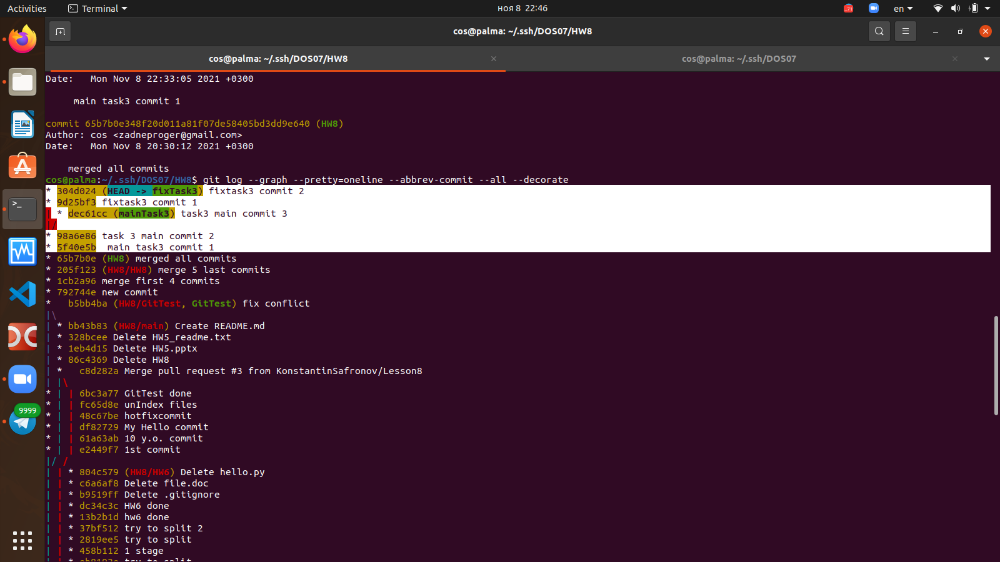 Activities Terminal ноя 8 22:46 en
cos@palma: ~/.ssh/DOS07/HW8
cos@palma: ~/.ssh/DOS07/HW8 × cos@palma: ~/.ssh/DOS07 ×
Date:   Mon Nov 8 22:33:05 2021 +0300
main task3 commit 1
commit 65b7b0e348f20d011a81f07de58405bd3dd9e640 (HW8)
Author: cos <zadneproger@gmail.com>
Date:   Mon Nov 8 20:30:12 2021 +0300
merged all commits
cos@palma:~/.ssh/DOS07/HW8$ git log --graph --pretty=oneline --abbrev-commit --all --decorate
* 304d024 (HEAD -> fixTask3) fixtask3 commit 2
* 9d25bf3 fixtask3 commit 1
| * dec61cc (mainTask3) task3 main commit 3
|/
* 98a6e86 task 3 main commit 2
* 5f40e5b  main task3 commit 1
* 65b7b0e (HW8) merged all commits
* 205f123 (HW8/HW8) merge 5 last commits
* 1cb2a96 merge first 4 commits
* 792744e new commit
*   b5bb4ba (HW8/GitTest, GitTest) fix conflict
|\
| * bb43b83 (HW8/main) Create README.md
| * 328bcee Delete HW5_readme.txt
| * 1eb4d15 Delete HW5.pptx
| * 86c4369 Delete HW8
| *   c8d282a Merge pull request #3 from KonstantinSafronov/Lesson8
| |\
* | | 6bc3a77 GitTest done
* | | fc65d8e unIndex files
* | | 48c67be hotfixcommit
* | | df82729 My Hello commit
* | | 61a63ab 10 y.o. commit
* | | e2449f7 1st commit
|/ /
| | * 804c579 (HW8/HW6) Delete hello.py
| | * c6a6af8 Delete file.doc
| | * b9519ff Delete .gitignore
| | * dc34c3c HW6 done
| | * 13b2b1d hw6 done
| | * 37bf512 try to split 2
| | * 2819ee5 try to split
| | * 458b112 1 stage
9999